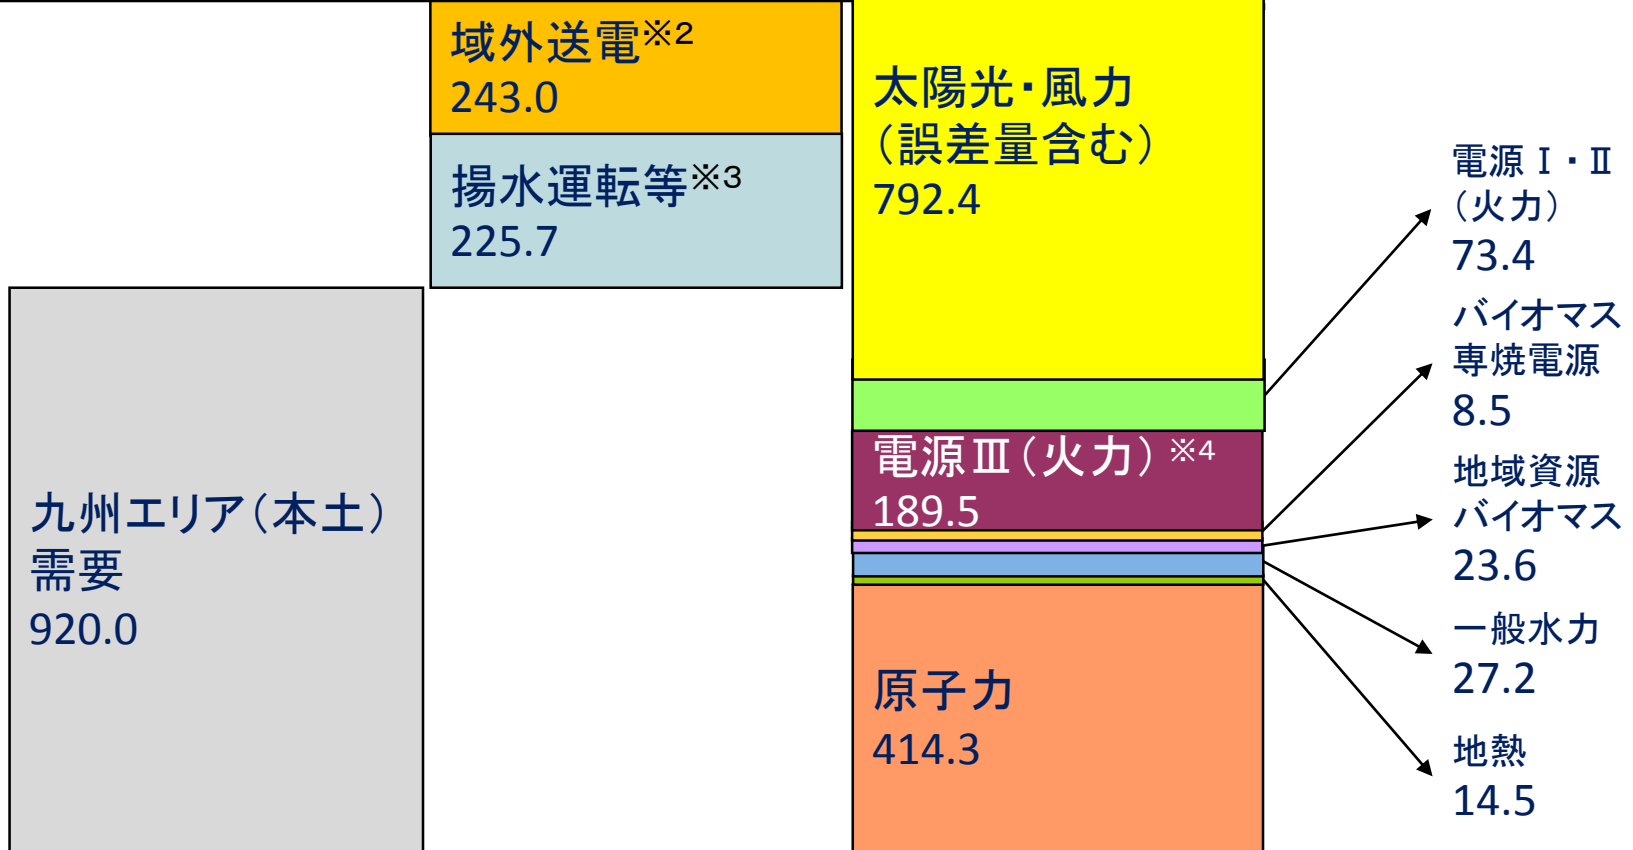 域外送電※2
243.0
揚水運転等※3
225.7
九州エリア(本土)
需要
920.0
太陽光・風力
(誤差量含む)
792.4
電源Ⅲ(火力)※4
189.5
原子力
414.3
電源Ⅰ・Ⅱ
(火力)
73.4
バイオマス
専焼電源
8.5
地域資源
バイオマス
23.6
一般水力
27.2
地熱
14.5